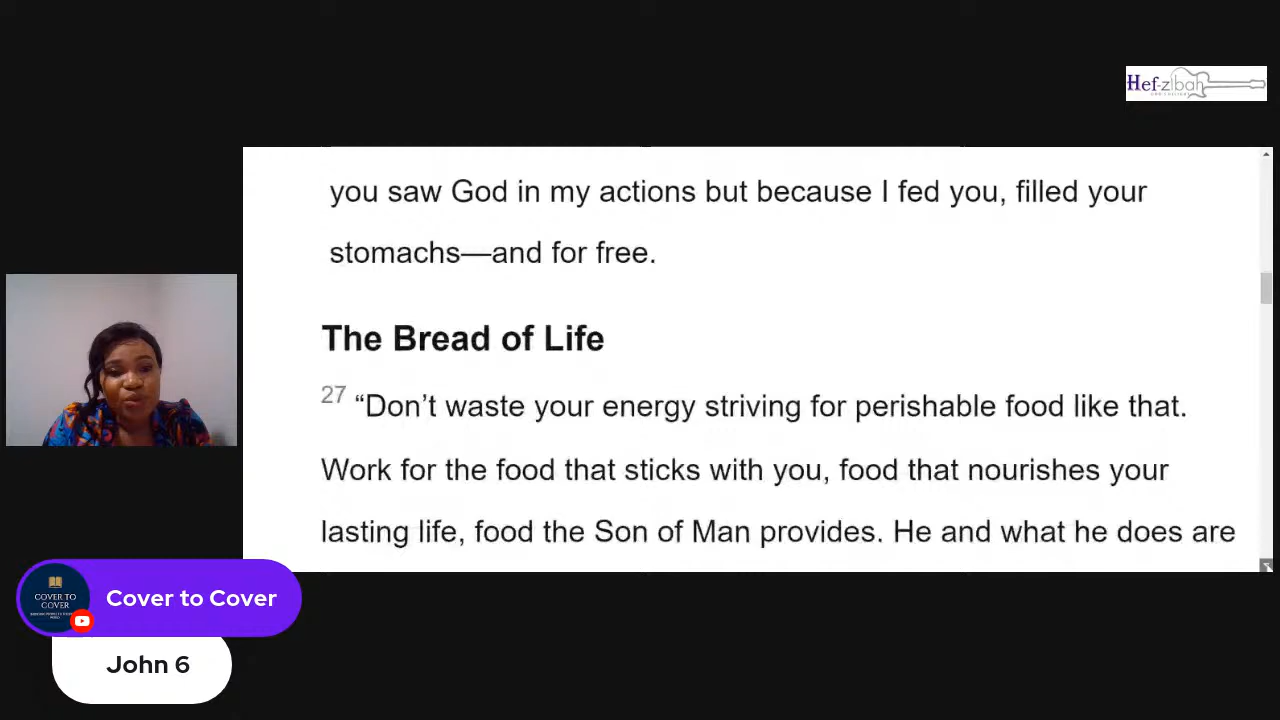 Hef-zibah
you saw God in my actions but because I fed you, filled your
stomachs—and for free.
The Bread of Life
27 “Don’t waste your energy striving for perishable food like that.
Work for the food that sticks with you, food that nourishes your
lasting life, food the Son of Man provides. He and what he does are
COVER TO
COVER
Cover to Cover
John 6